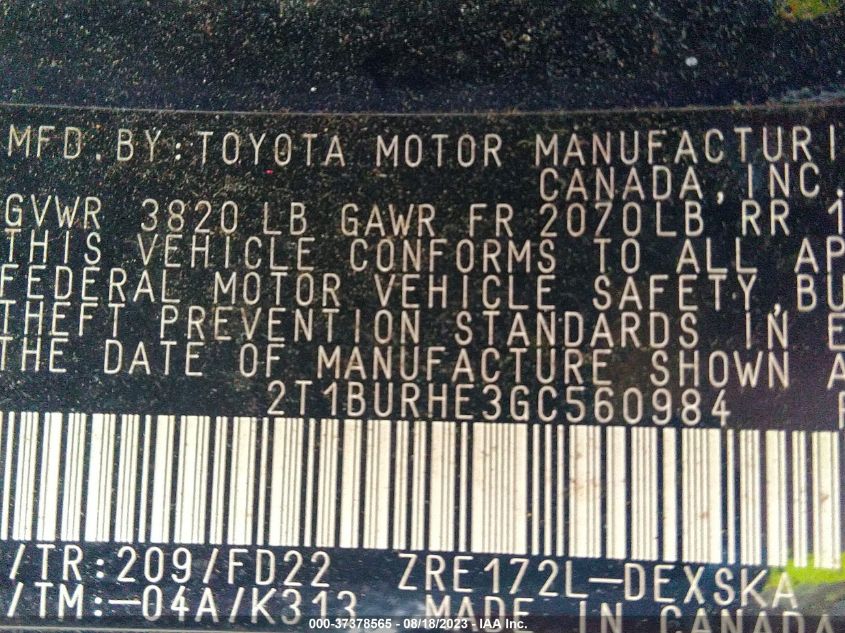 MFD. BY: TOYOTA MOTOR MANUFACTURI
CANADA, INC.
GVWR 3820 LB GAWR FR 2070LB RR 1
THIS VEHICLE CONFORMS TO ALL AP
FEDERAL MOTOR VEHICLE SAFETY, BU
THEFT PREVENTION STANDARDS IN E
THE DATE OF MANUFACTURE SHOWN A
2T1BURHE3GC560984
/TR:209/FD22 ZRE172L-DEXSKA
/TM:-04A/K313 MADE IN CANADA
000-37378565 - 08/18/2023 - IAA Inc.